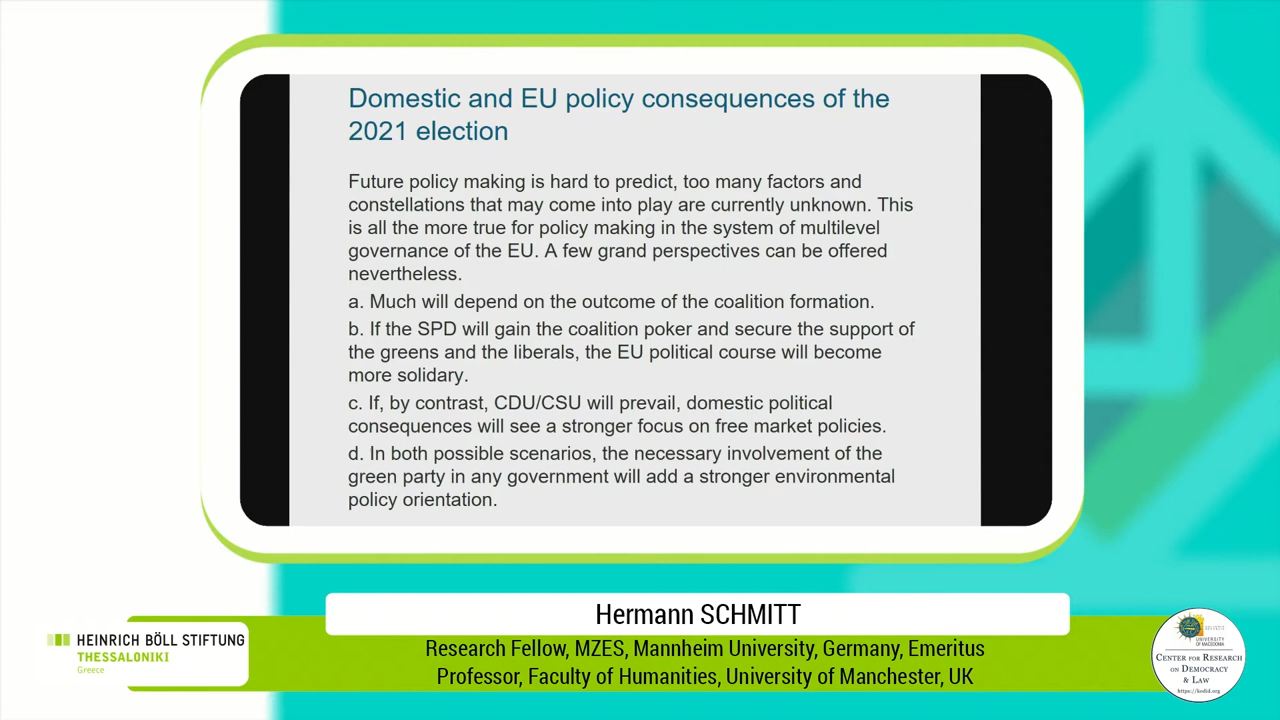 Domestic and EU policy consequences of the
2021 election
Future policy making is hard to predict, too many factors and
constellations that may come into play are currently unknown. This
is all the more true for policy making in the system of multilevel
governance of the EU. A few grand perspectives can be offered
nevertheless.
a. Much will depend on the outcome of the coalition formation.
b. If the SPD will gain the coalition poker and secure the support of
the greens and the liberals, the EU political course will become
more solidary.
c. If, by contrast, CDU/CSU will prevail, domestic political
consequences will see a stronger focus on free market policies.
d. In both possible scenarios, the necessary involvement of the
green party in any government will add a stronger environmental
policy orientation.
Hermann SCHMITT
Research Fellow, MZES, Mannheim University, Germany, Emeritus
Professor, Faculty of Humanities, University of Manchester, UK
HEINRICH BÖLL STIFTUNG
THESSALONIKI
Greece
UNIVERSITY
OF MACEDONIA
CENTER FOR RESEARCH
ON DEMOCRACY
& LAW
https://kedid.org